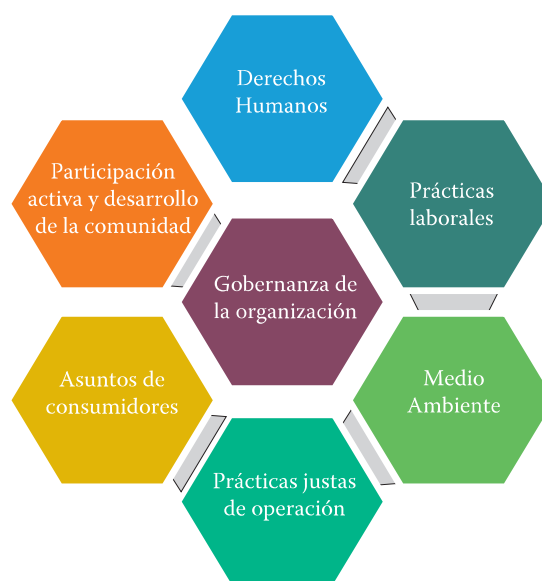 Derechos
Humanos
Participación
activa y desarrollo
de la comunidad
Prácticas
laborales
Gobernanza de
la organización
Asuntos de
consumidores
Medio
Ambiente
Prácticas justas
de operación